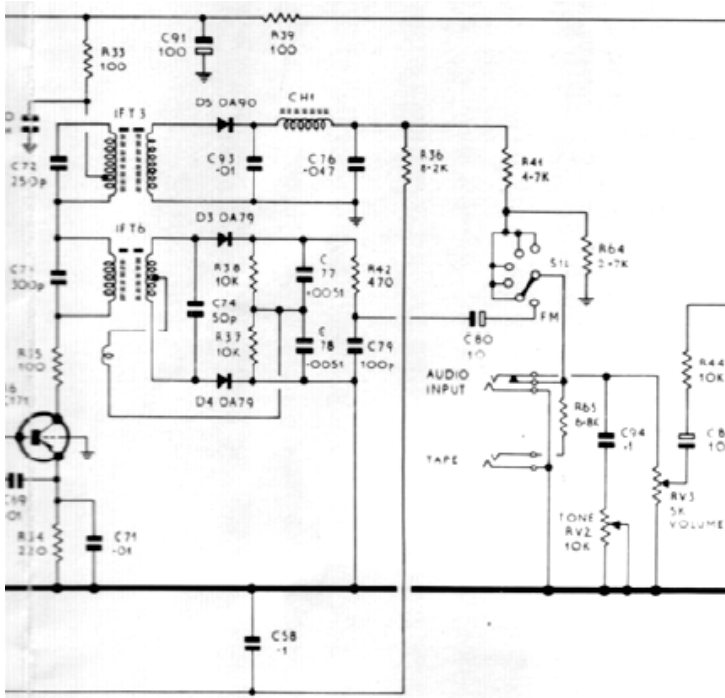 C91
100
R39
100
R33
100
IFT3
D5 OA90
CH1
C72
250p
C93
·01
C76
·047
R36
8·2K
R41
4·7K
D3 OA79
IFT6
R64
2·7K
S1L
R38
10K
C
77
·0051
R42
470
300p
C74
50p
FM
R37
10K
C
78
·0051
C79
100p
C80
10
R35
100
R44
10K
D4 OA79
AUDIO
INPUT
R65
6·8K
C94
·1
TAPE
C69
·01
RV3
5K
VOLUME
R34
220
C71
·01
TONE
RV2
10K
C58
·1